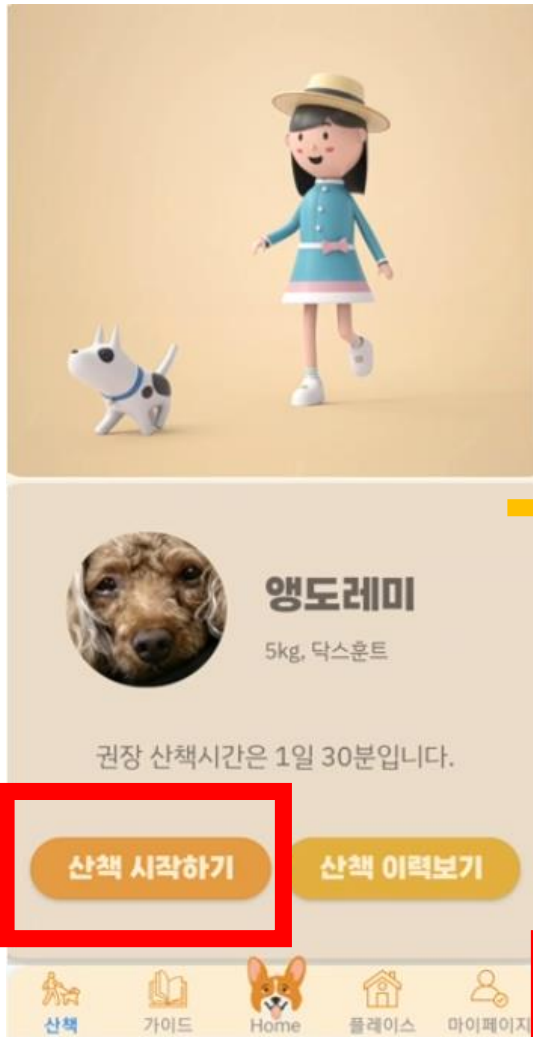 앵도레미
5kg, 닥스훈트
권장 산책시간은 1일 30분입니다.
산책 시작하기 산책 이력보기
산책 가이드 Home 플레이스 마이페이지